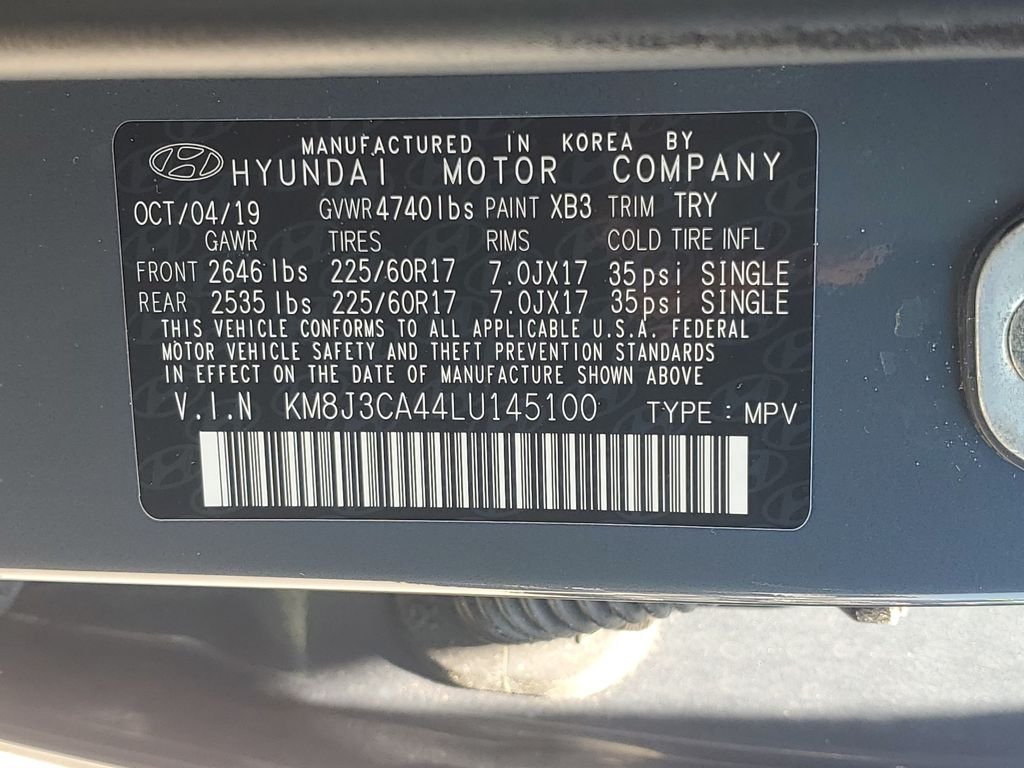 MANUFACTURED IN KOREA BY
HYUNDAI MOTOR COMPANY
OCT/04/19 GVWR 4740lbs PAINT XB3 TRIM TRY
GAWR TIRES RIMS COLD TIRE INFL
FRONT 2646 lbs 225/60R17 7.0JX17 35psi SINGLE
REAR 2535 lbs 225/60R17 7.0JX17 35psi SINGLE
THIS VEHICLE CONFORMS TO ALL APPLICABLE U.S.A. FEDERAL
MOTOR VEHICLE SAFETY AND THEFT PREVENTION STANDARDS
IN EFFECT ON THE DATE OF MANUFACTURE SHOWN ABOVE
V.I.N KM8J3CA44LU145100 TYPE : MPV